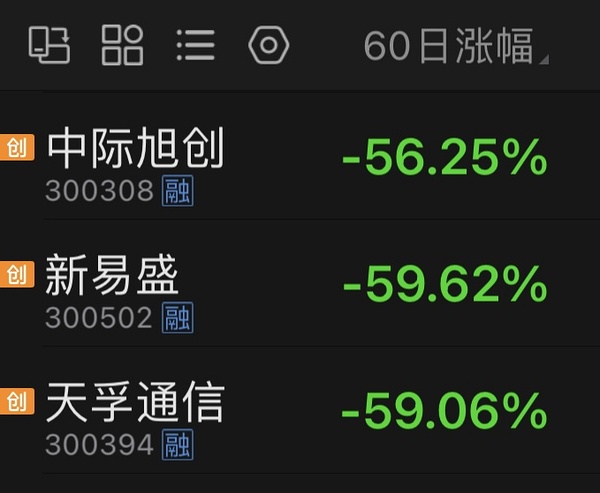 60日涨幅
创 中际旭创 -56.25%
300308 融
创 新易盛 -59.62%
300502 融
创 天孚通信 -59.06%
300394 融